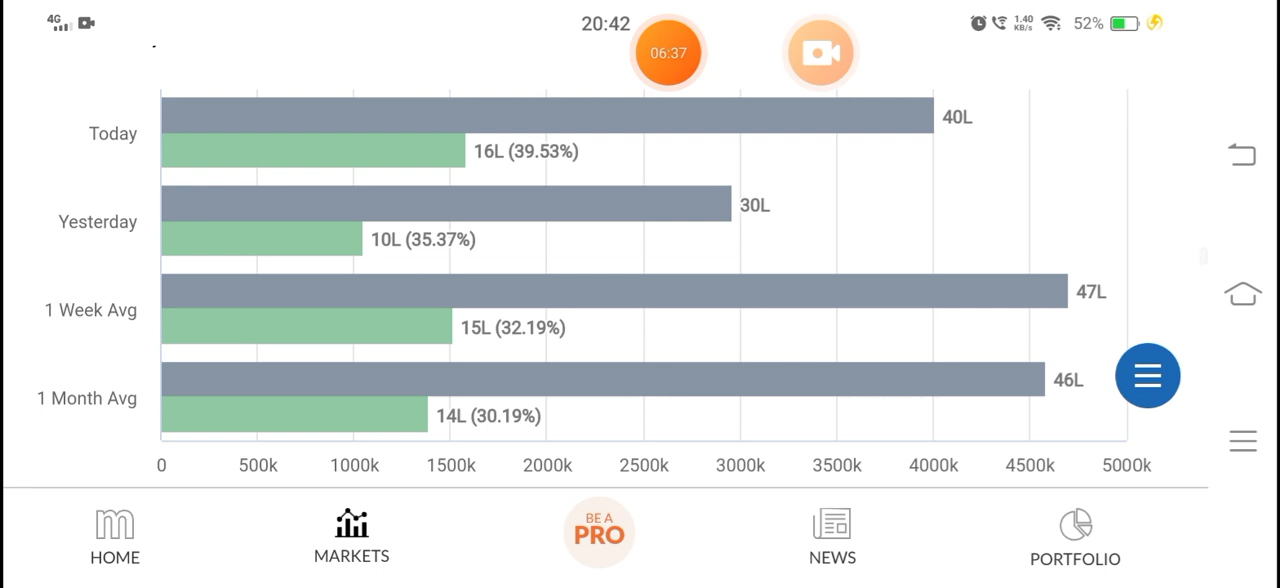 4G
20:42
06:37
1.40
KB/s
52%
Today
40L
16L (39.53%)
Yesterday
30L
10L (35.37%)
1 Week Avg
47L
15L (32.19%)
1 Month Avg
46L
14L (30.19%)
0 500k 1000k 1500k 2000k 2500k 3000k 3500k 4000k 4500k 5000k
m
BE A
PRO
HOME MARKETS NEWS PORTFOLIO